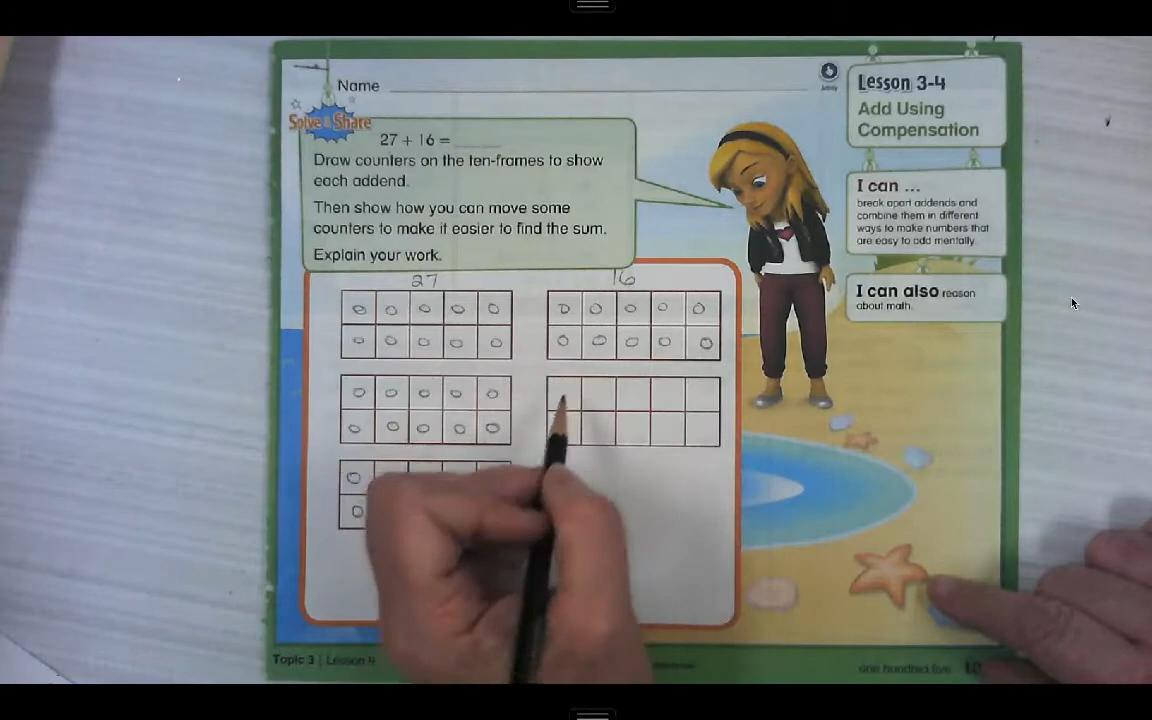 Name
Solve & Share
27 + 16 =
Draw counters on the ten-frames to show
each addend.
Then show how you can move some
counters to make it easier to find the sum.
Explain your work.
27
16
Lesson 3-4
Add Using
Compensation
I can ...
break apart addends and
combine them in different
ways to make numbers that
are easy to add mentally.
I can also reason
about math.
Topic 3 | Lesson
one hundred five